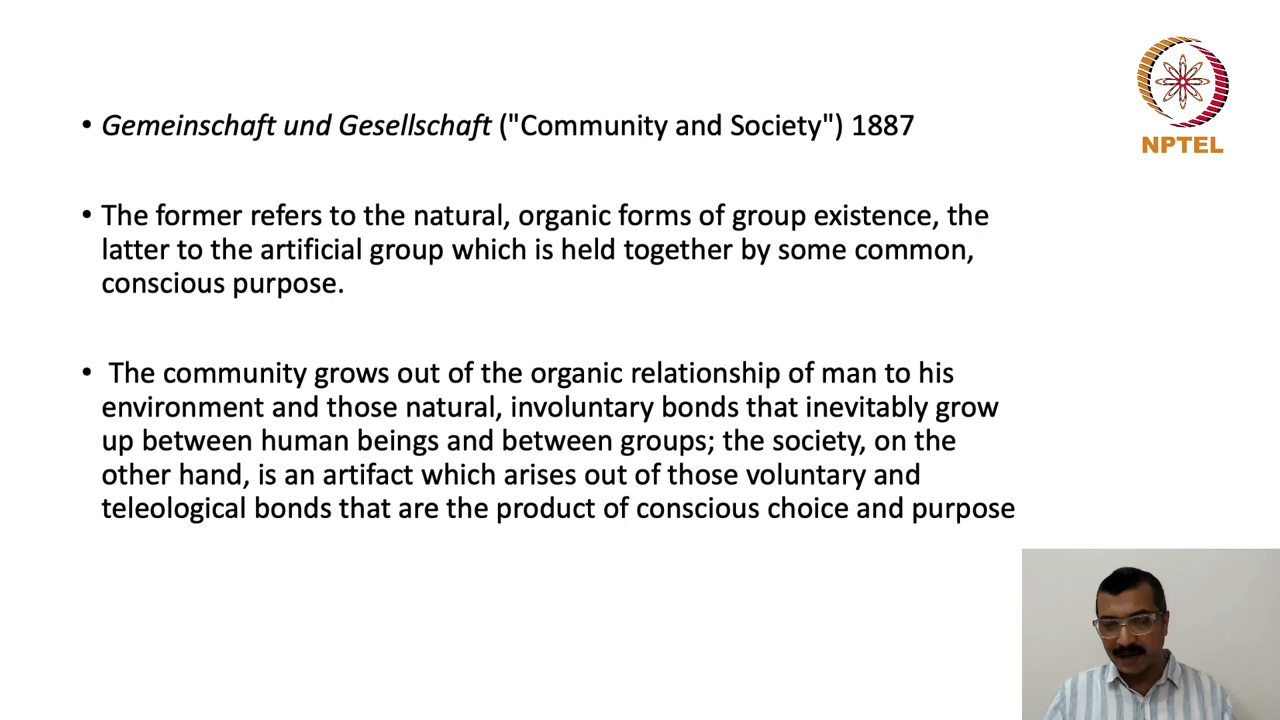 • Gemeinschaft und Gesellschaft ("Community and Society") 1887
NPTEL
• The former refers to the natural, organic forms of group existence, the
latter to the artificial group which is held together by some common,
conscious purpose.
• The community grows out of the organic relationship of man to his
environment and those natural, involuntary bonds that inevitably grow
up between human beings and between groups; the society, on the
other hand, is an artifact which arises out of those voluntary and
teleological bonds that are the product of conscious choice and purpose